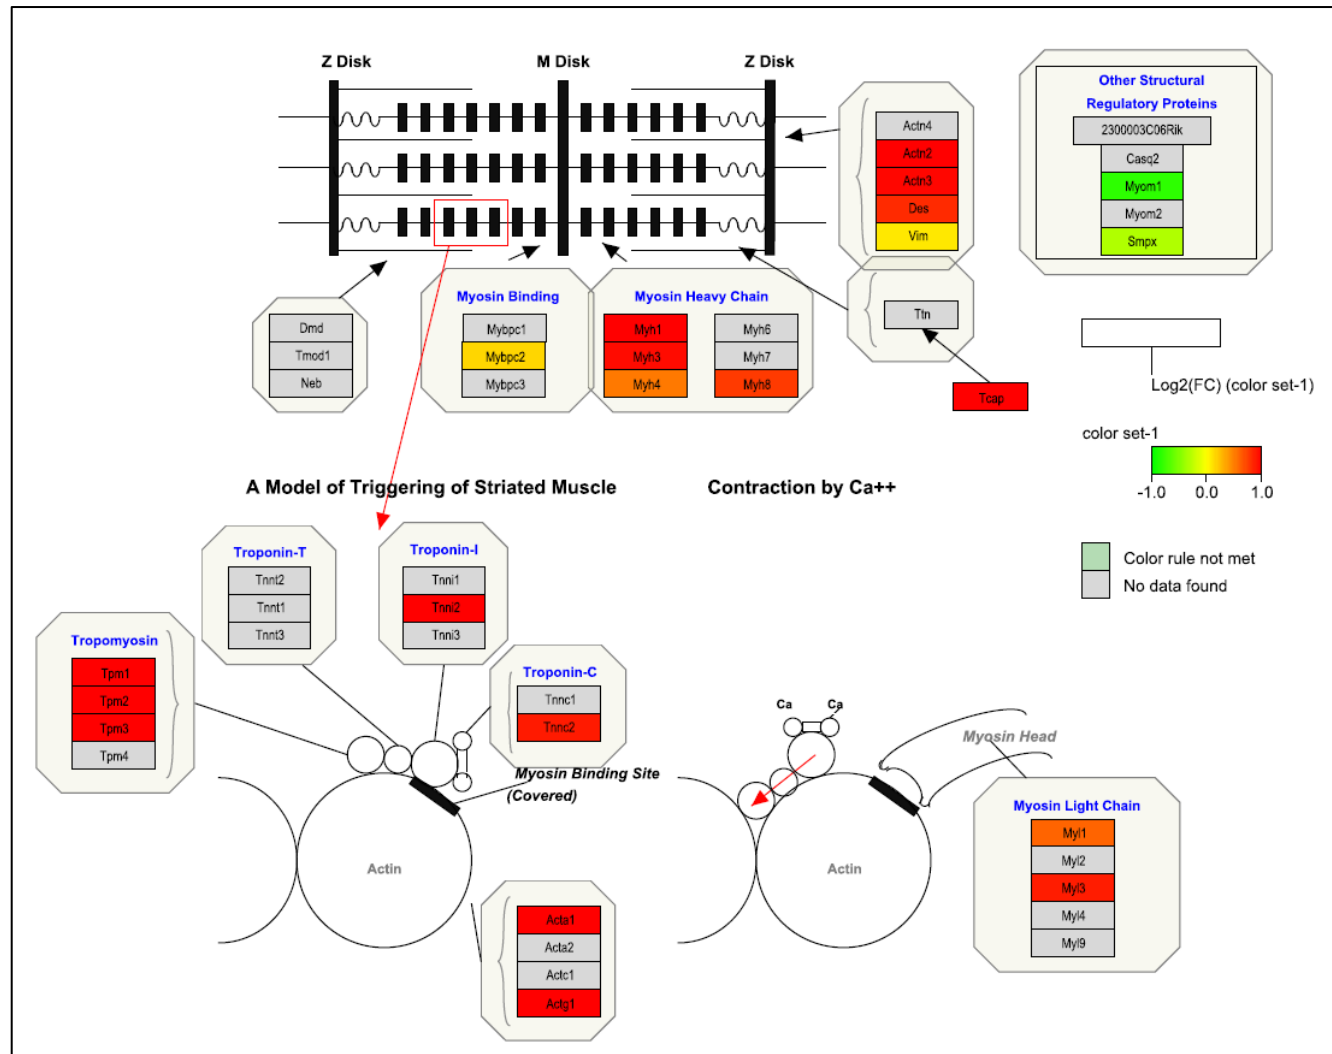 Z Disk
M Disk
Z Disk
Other Structural
Regulatory Proteins
2300003C06Rik
Casq2
Myom1
Myom2
Smpx
Actn4
Actn2
Actn3
Des
Vim
Myosin Binding
Mybpc1
Mybpc2
Mybpc3
Myosin Heavy Chain
Myh1
Myh3
Myh4
Myh6
Myh7
Myh8
Ttn
Tcap
Dmd
Tmod1
Neb
Log2(FC) (color set-1)
color set-1
-1.0 0.0 1.0
Color rule not met
No data found
A Model of Triggering of Striated Muscle Contraction by Ca++
Troponin-T
Tnnt2
Tnnt1
Tnnt3
Troponin-I
Tnni1
Tnni2
Tnni3
Tropomyosin
Tpm1
Tpm2
Tpm3
Tpm4
Troponin-C
Tnnc1
Tnnc2
Myosin Binding Site
(Covered)
Actin
Ca Ca
Myosin Head
Actin
Myosin Light Chain
Myl1
Myl2
Myl3
Myl4
Myl9
Acta1
Acta2
Actc1
Actg1